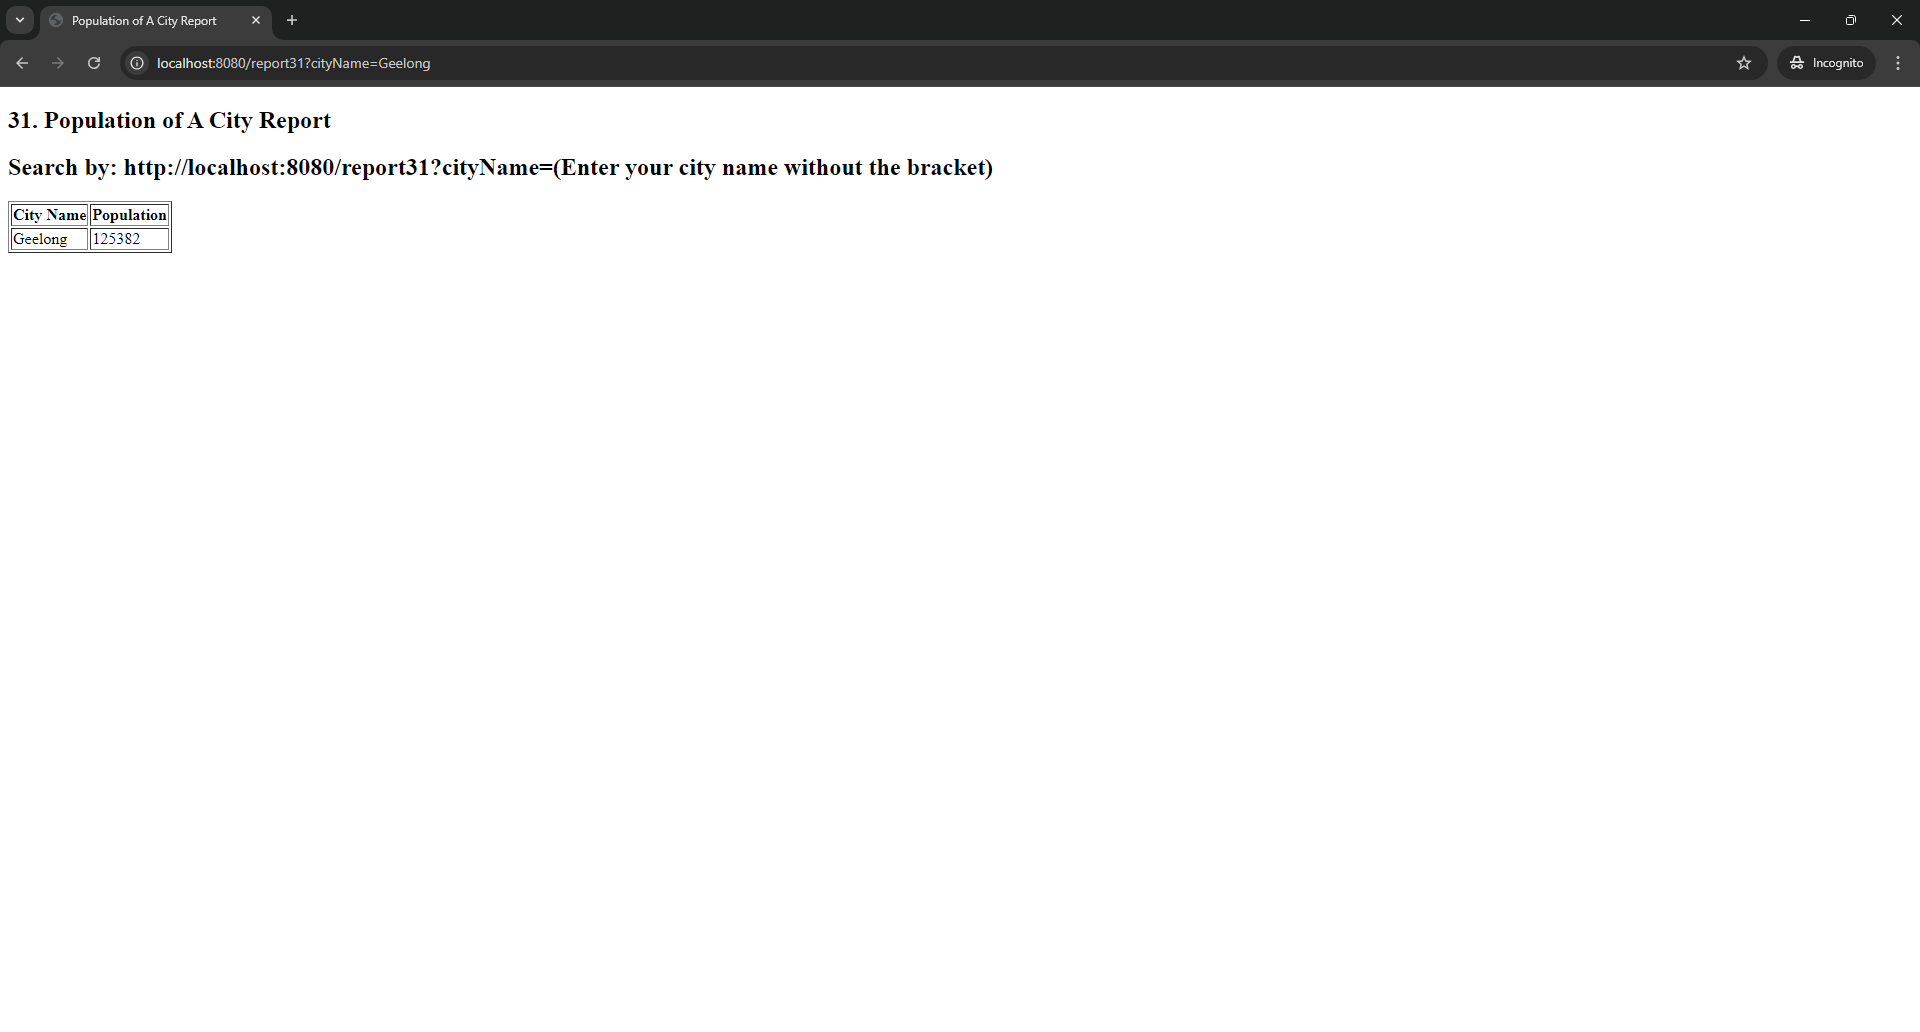 Population of A City Report
localhost:8080/report31?cityName=Geelong
Incognito
31. Population of A City Report
Search by: http://localhost:8080/report31?cityName=(Enter your city name without the bracket)
City Name Population
Geelong 125382